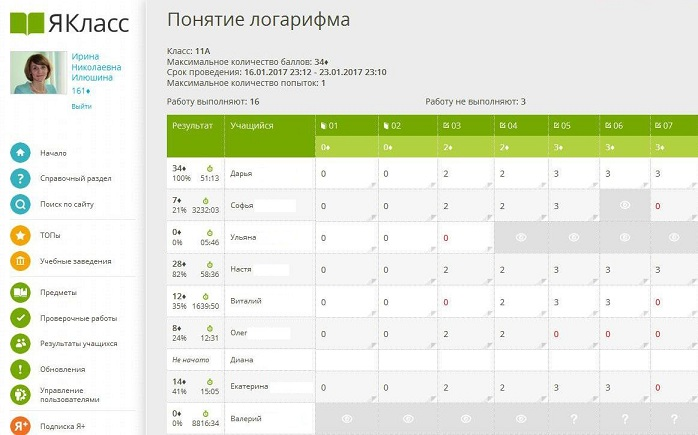 ЯКласс
Ирина
Николаевна
Илюшина
161♦
Выйти
Начало
? Справочный раздел
Поиск по сайту
ТОПы
Учебные заведения
Предметы
Проверочные работы
Результаты учащихся
! Обновления
Управление
пользователями
Я+ Подписка Я+
Понятие логарифма
Класс: 11А
Максимальное количество баллов: 34♦
Срок проведения: 16.01.2017 23:12 - 23.01.2017 23:10
Максимальное количество попыток: 1
Работу выполняют: 16 Работу не выполняют: 3
Результат Учащийся 01 02 03 04 05 06 07
0♦ 0♦ 2♦ 2♦ 3♦ 3♦ 3♦
34♦ 100% 51:13 Дарья 0 0 2 2 3 3 3
7♦ 21% 3232:03 Софья 0 0 2 2 3 0
0♦ 0% 05:46 Ульяна 0 0 0
28♦ 82% 58:36 Настя 0 0 2 2 3 3 3
12♦ 35% 1639:50 Виталий 0 0 0 2 3 3 0
8♦ 24% 12:31 Олег 0 0 2 2 0 0 0
Не начато Диана
14♦ 41% 15:05 Екатерина 0 0 2 2 3 3 0
0♦ 0% 8816:34 Валерий ? ? ?